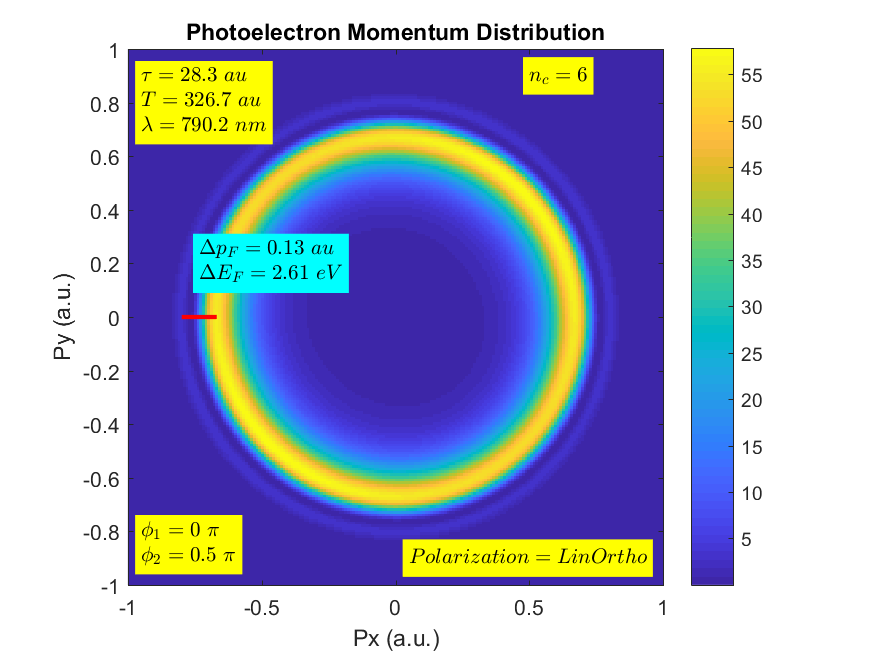 Photoelectron Momentum Distribution
τ = 28.3 au
T = 326.7 au
λ = 790.2 nm
n_c = 6
Δp_F = 0.13 au
ΔE_F = 2.61 eV
ϕ_1 = 0 π
ϕ_2 = 0.5 π
Polarization = LinOrtho
1
0.8
0.6
0.4
0.2
0
-0.2
-0.4
-0.6
-0.8
-1
Py (a.u.)
-1
-0.5
0
0.5
1
Px (a.u.)
55
50
45
40
35
30
25
20
15
10
5